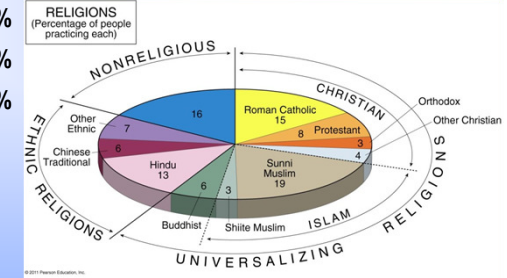 %
%
%
RELIGIONS
(Percentage of people
practicing each)
NONRELIGIOUS
CHRISTIAN
Roman Catholic
15
8
Protestant
Orthodox
3
Other Christian
4
Sunni
Muslim
19
ISLAM
Shiite Muslim
3
Buddhist
6
UNIVERSALIZING RELIGIONS
Hindu
13
Chinese
Traditional
6
Other
Ethnic
7
16
ETHNIC RELIGIONS
© 2011 Pearson Education, Inc.